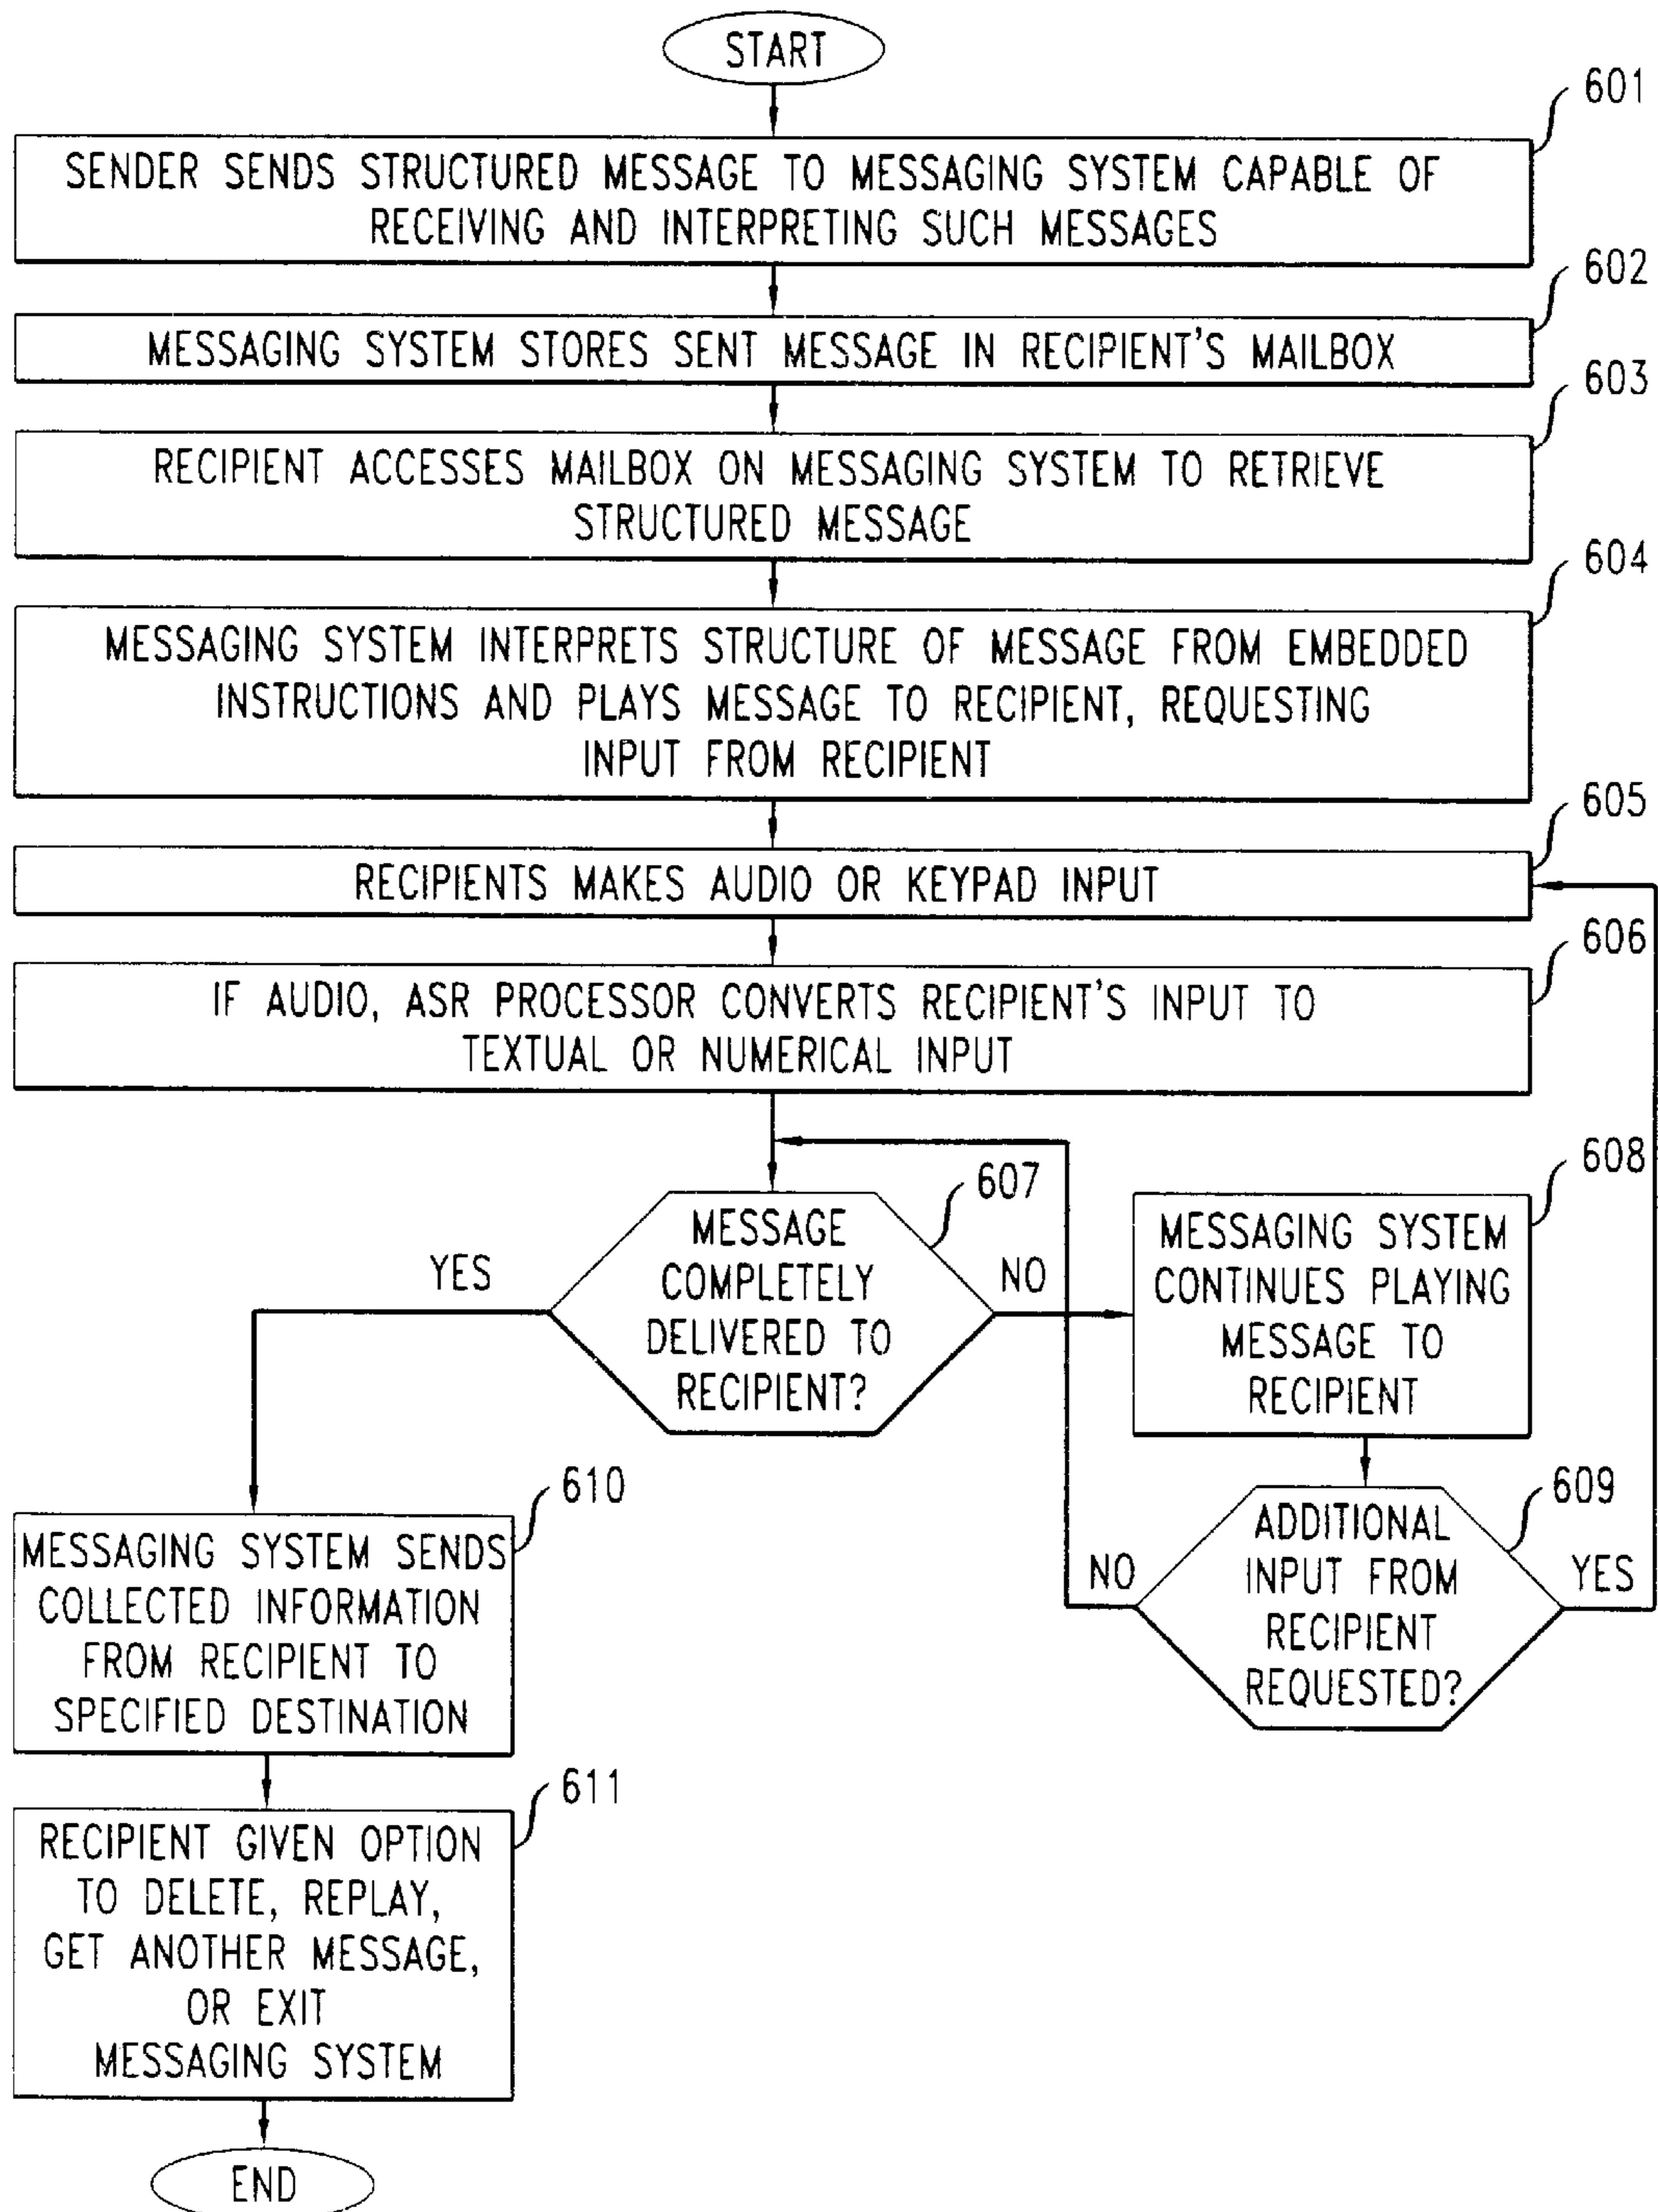 START
601
SENDER SENDS STRUCTURED MESSAGE TO MESSAGING SYSTEM CAPABLE OF
RECEIVING AND INTERPRETING SUCH MESSAGES
602
MESSAGING SYSTEM STORES SENT MESSAGE IN RECIPIENT'S MAILBOX
603
RECIPIENT ACCESSES MAILBOX ON MESSAGING SYSTEM TO RETRIEVE
STRUCTURED MESSAGE
604
MESSAGING SYSTEM INTERPRETS STRUCTURE OF MESSAGE FROM EMBEDDED
INSTRUCTIONS AND PLAYS MESSAGE TO RECIPIENT, REQUESTING
INPUT FROM RECIPIENT
605
RECIPIENTS MAKES AUDIO OR KEYPAD INPUT
606
IF AUDIO, ASR PROCESSOR CONVERTS RECIPIENT'S INPUT TO
TEXTUAL OR NUMERICAL INPUT
607
MESSAGE
COMPLETELY
DELIVERED TO
RECIPIENT?
YES
NO
608
MESSAGING SYSTEM
CONTINUES PLAYING
MESSAGE TO
RECIPIENT
609
ADDITIONAL
INPUT FROM
RECIPIENT
REQUESTED?
NO
YES
610
MESSAGING SYSTEM SENDS
COLLECTED INFORMATION
FROM RECIPIENT TO
SPECIFIED DESTINATION
611
RECIPIENT GIVEN OPTION
TO DELETE, REPLAY,
GET ANOTHER MESSAGE,
OR EXIT
MESSAGING SYSTEM
END